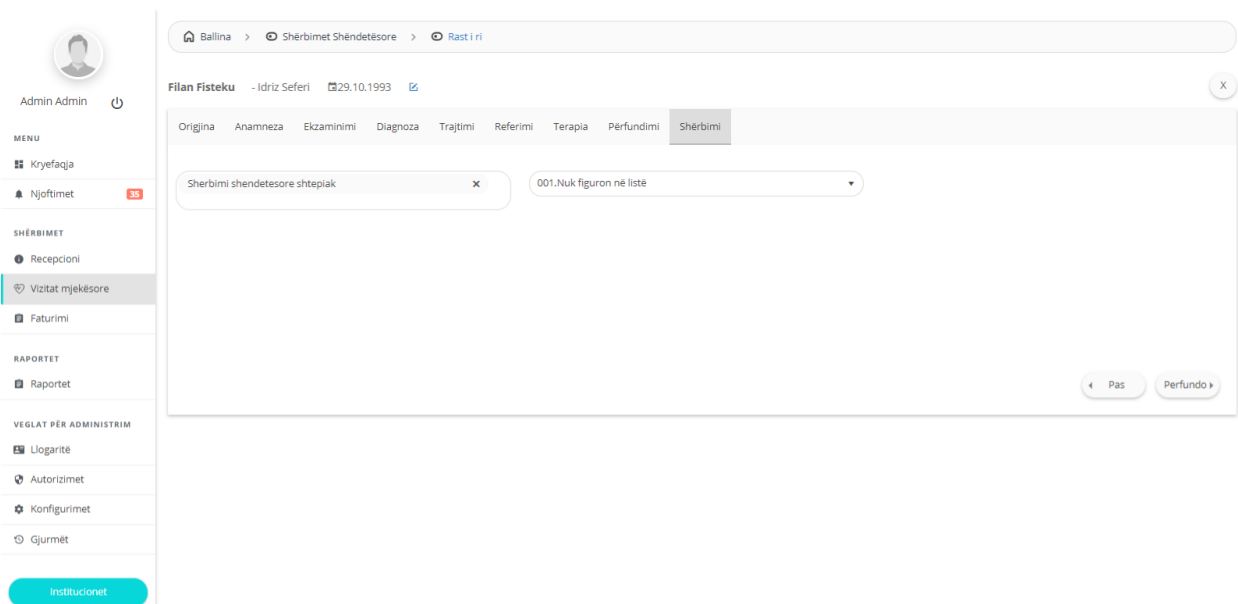 Admin Admin
MENU
Kryefaqja
Njoftimet 35
SHËRBIMET
Recepcioni
Vizitat mjekësore
Faturimi
RAPORTET
Raportet
VEGLAT PËR ADMINISTRIM
Llogaritë
Autorizimet
Konfigurimet
Gjurmët
Institucionet
Ballina > Shërbimet Shëndetësore > Rast i ri
Filan Fisteku - Idriz Seferi 29.10.1993 X
Origjina Anamneza Ekzaminimi Diagnoza Trajtimi Referimi Terapia Përfundimi Shërbimi
Sherbimi shendetesore shtepiak × 001.Nuk figuron në listë
Pas Perfundo